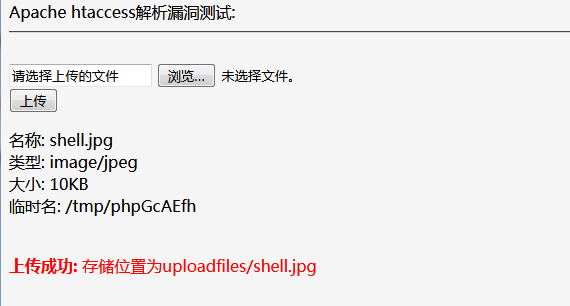 Apache htaccess解析漏洞测试:
请选择上传的文件 浏览... 未选择文件。
上传
名称: shell.jpg
类型: image/jpeg
大小: 10KB
临时名: /tmp/phpGcAEfh
上传成功: 存储位置为uploadfiles/shell.jpg